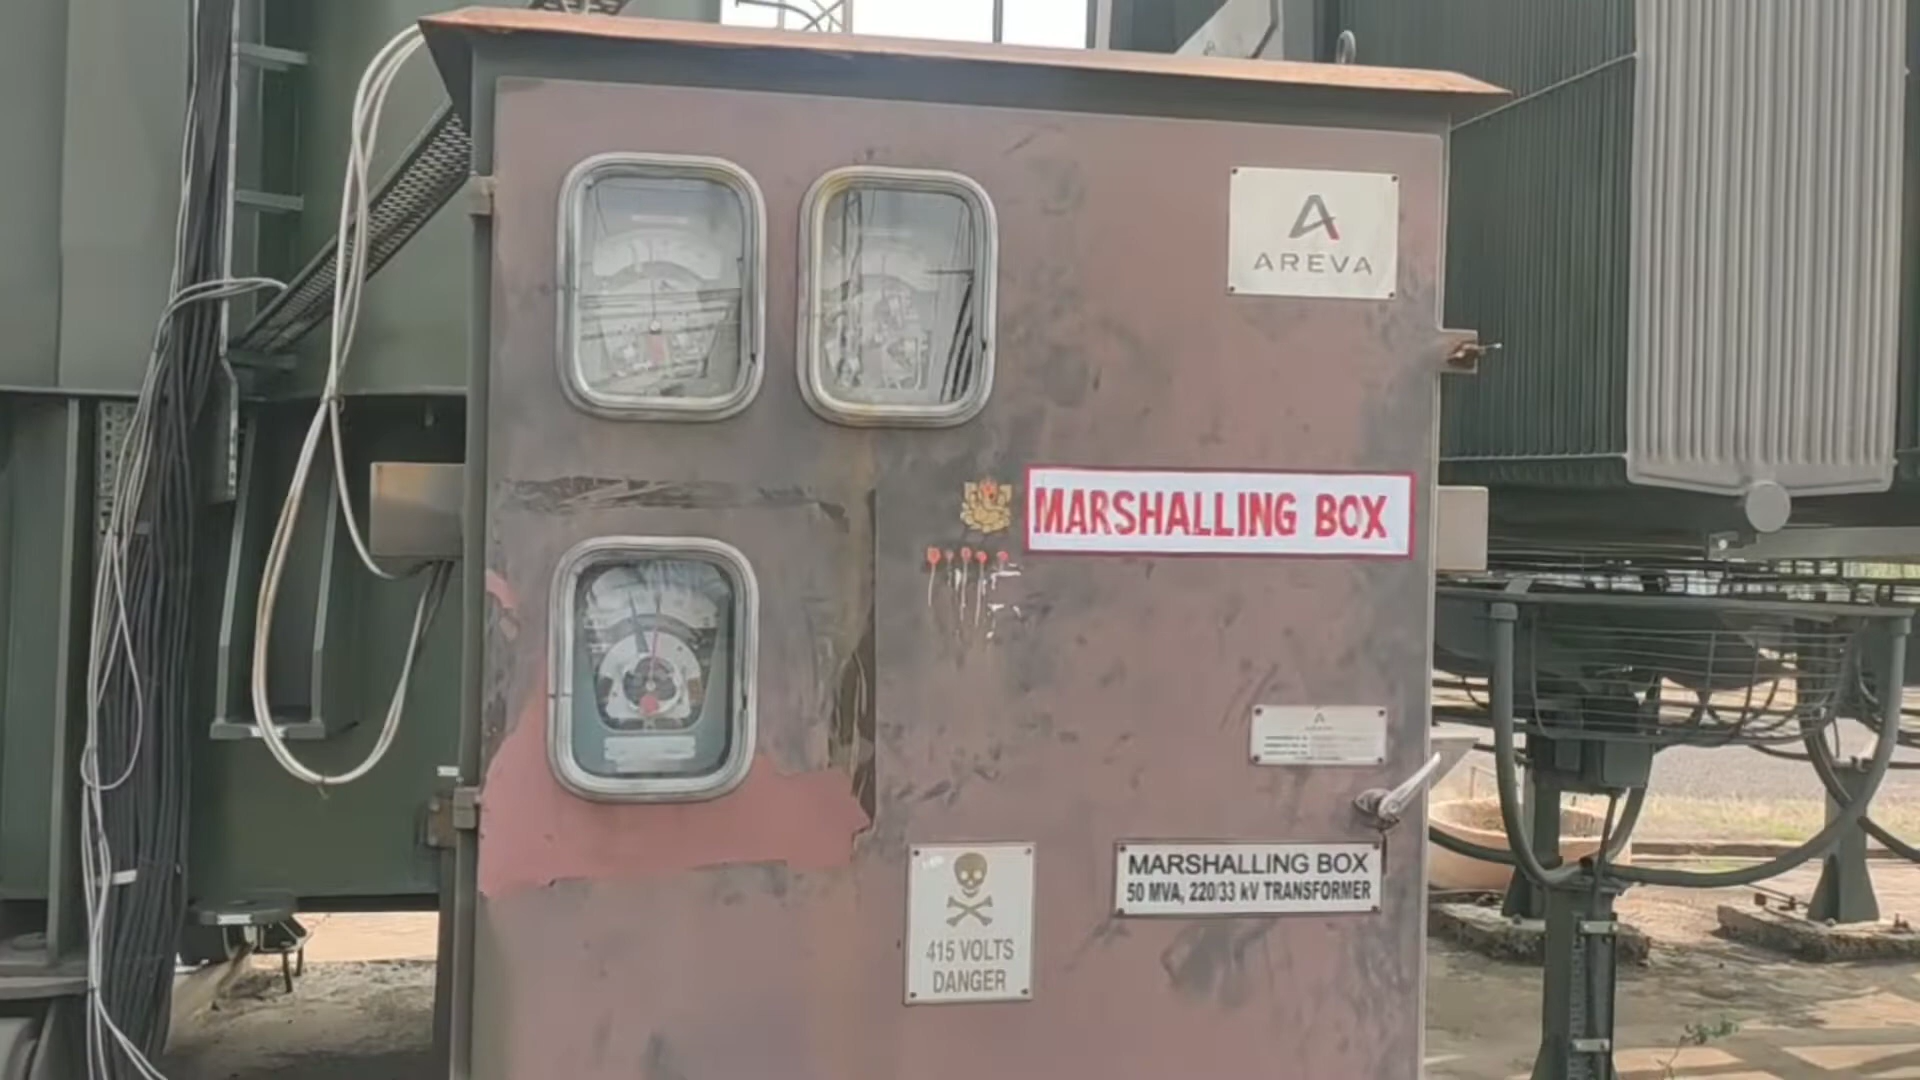 AREVA
MARSHALLING BOX
MARSHALLING BOX
50 MVA, 220/33 kV TRANSFORMER
415 VOLTS
DANGER